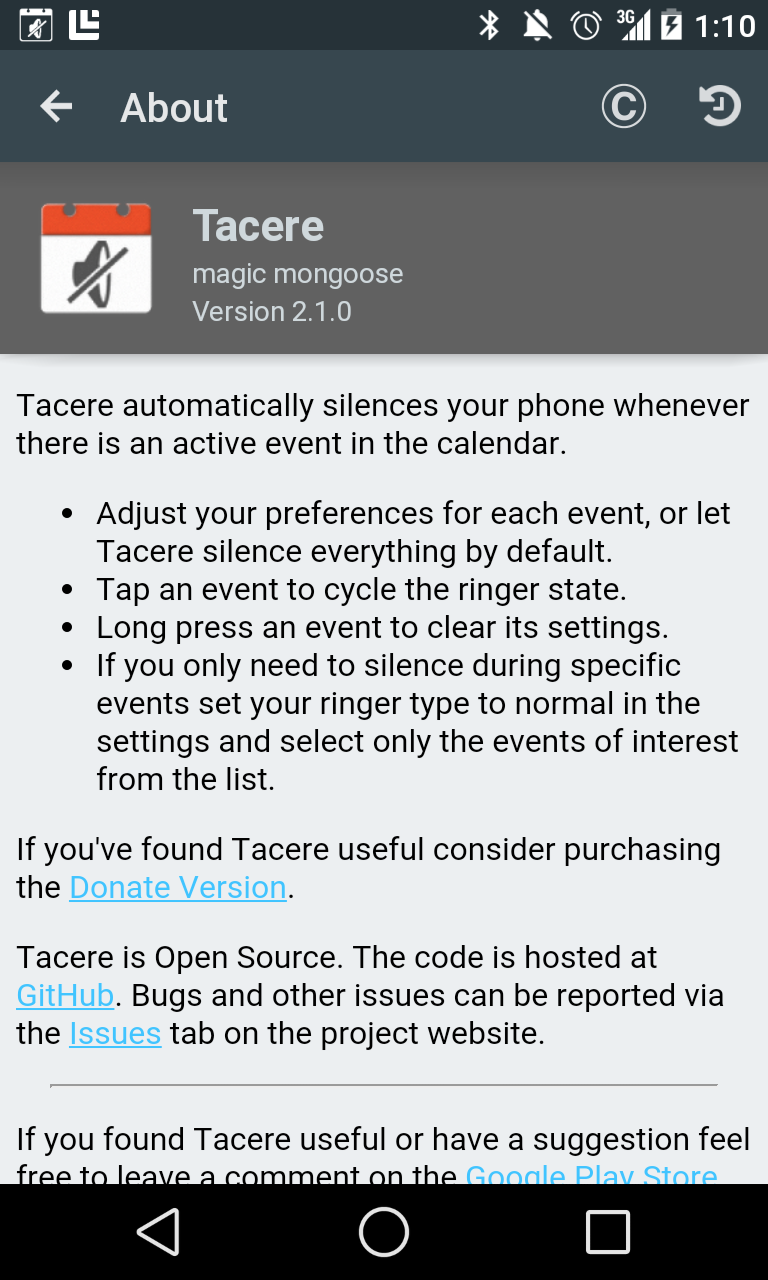 3G 1:10
About ©
Tacere
magic mongoose
Version 2.1.0
Tacere automatically silences your phone whenever
there is an active event in the calendar.
• Adjust your preferences for each event, or let
Tacere silence everything by default.
• Tap an event to cycle the ringer state.
• Long press an event to clear its settings.
• If you only need to silence during specific
events set your ringer type to normal in the
settings and select only the events of interest
from the list.
If you've found Tacere useful consider purchasing
the Donate Version.
Tacere is Open Source. The code is hosted at
GitHub. Bugs and other issues can be reported via
the Issues tab on the project website.
If you found Tacere useful or have a suggestion feel
free to leave a comment on the Google Play Store